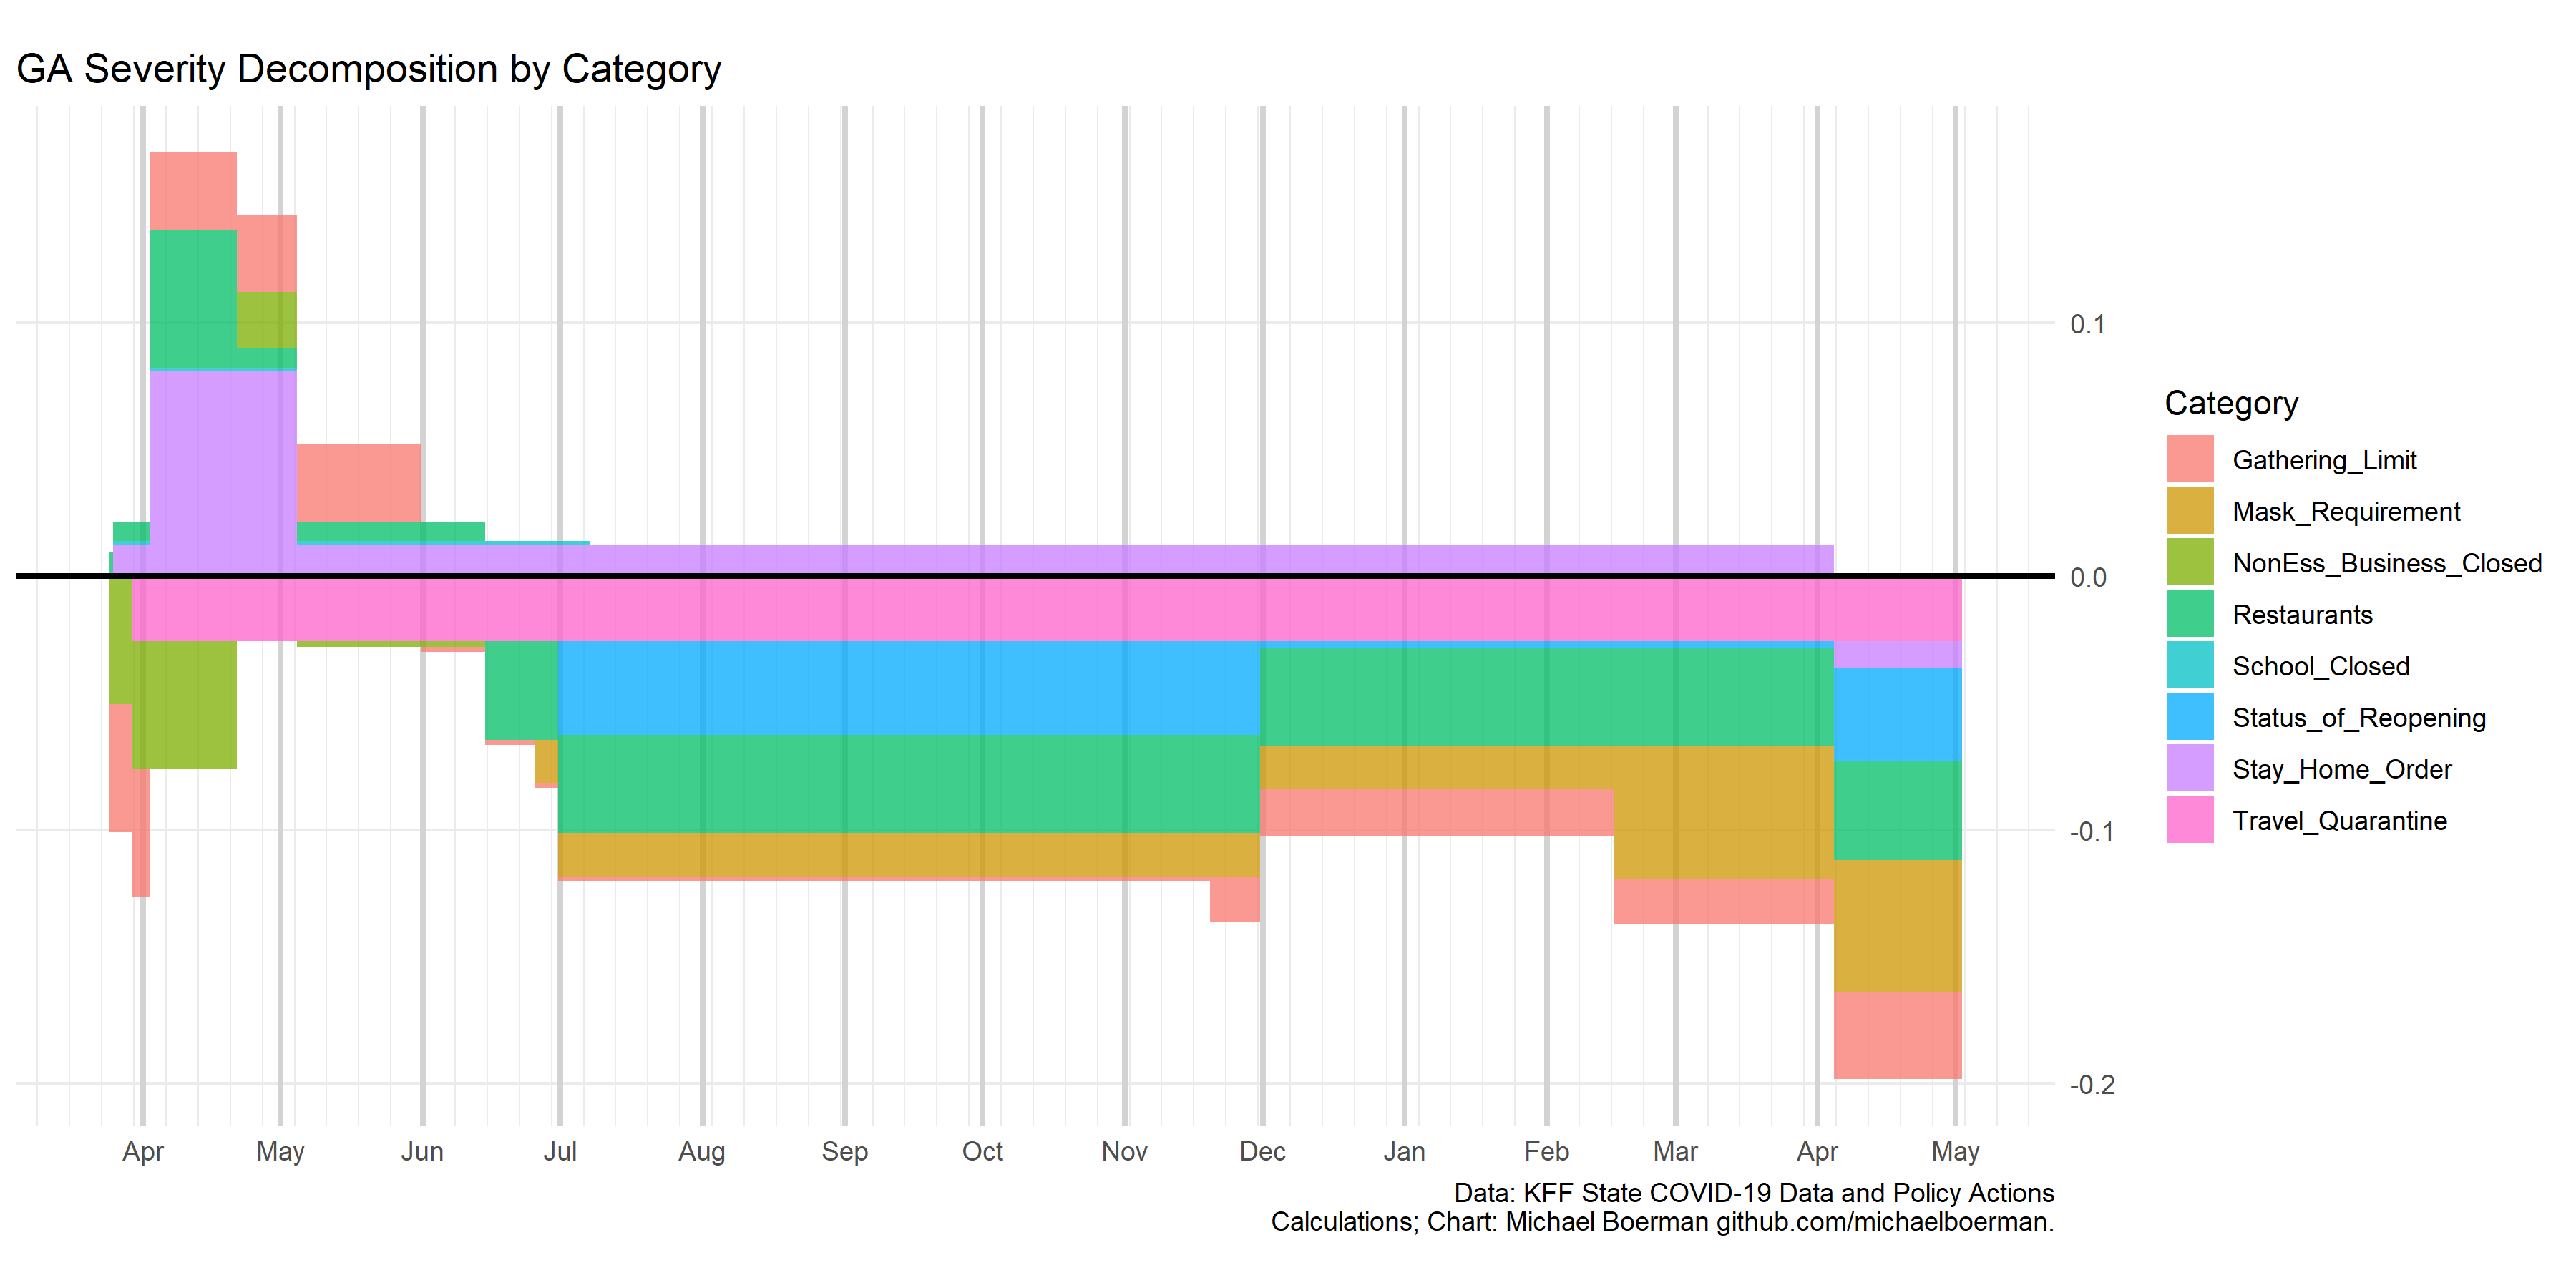 GA Severity Decomposition by Category
0.1
0.0
-0.1
-0.2
Apr May Jun Jul Aug Sep Oct Nov Dec Jan Feb Mar Apr May
Category
Gathering_Limit
Mask_Requirement
NonEss_Business_Closed
Restaurants
School_Closed
Status_of_Reopening
Stay_Home_Order
Travel_Quarantine
Data: KFF State COVID-19 Data and Policy Actions
Calculations; Chart: Michael Boerman github.com/michaelboerman.